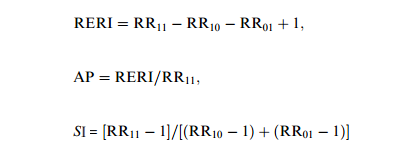 RERI = RR₁₁ − RR₁₀ − RR₀₁ + 1,
AP = RERI/RR₁₁,
SI = [RR₁₁ − 1]/[(RR₁₀ − 1) + (RR₀₁ − 1)]